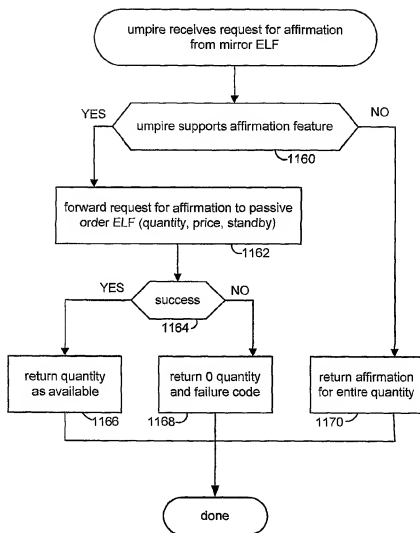 umpire receives request for affirmation
from mirror ELF
YES
NO
umpire supports affirmation feature
1160
forward request for affirmation to passive
order ELF (quantity, price, standby)
1162
YES
NO
success
1164
return quantity
as available
1166
return 0 quantity
and failure code
1168
return affirmation
for entire quantity
1170
done